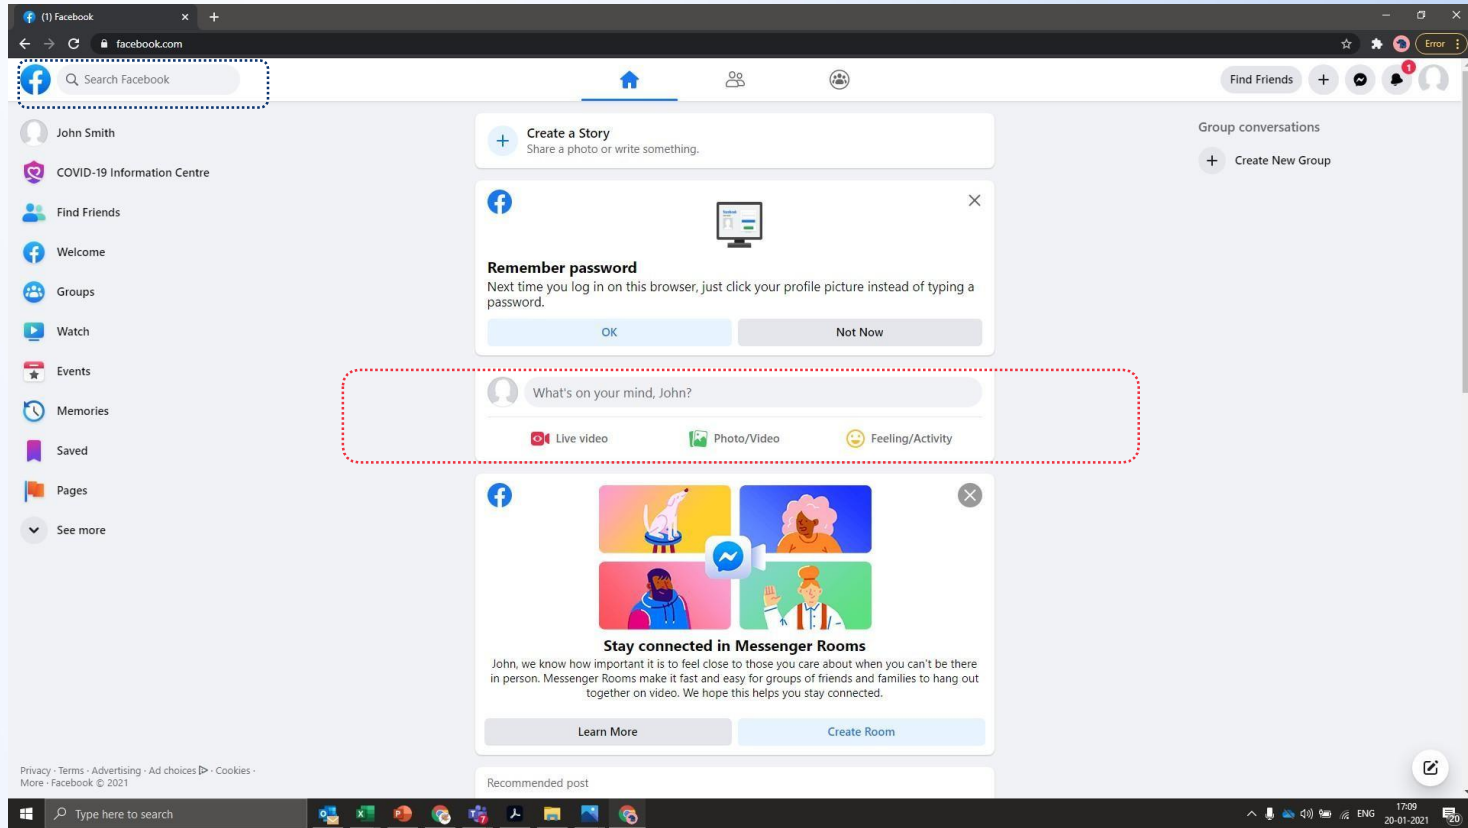 (1) Facebook
facebook.com
Error
Search Facebook
Find Friends
1
John Smith
COVID-19 Information Centre
Find Friends
Welcome
Groups
Watch
Events
Memories
Saved
Pages
See more
Privacy · Terms · Advertising · Ad choices · Cookies ·
More · Facebook © 2021
Create a Story
Share a photo or write something.
Remember password
Next time you log in on this browser, just click your profile picture instead of typing a
password.
OK
Not Now
What's on your mind, John?
Live video
Photo/Video
Feeling/Activity
Stay connected in Messenger Rooms
John, we know how important it is to feel close to those you care about when you can't be there
in person. Messenger Rooms make it fast and easy for groups of friends and families to hang out
together on video. We hope this helps you stay connected.
Learn More
Create Room
Recommended post
Group conversations
Create New Group
Type here to search
ENG
17:09
20-01-2021
20